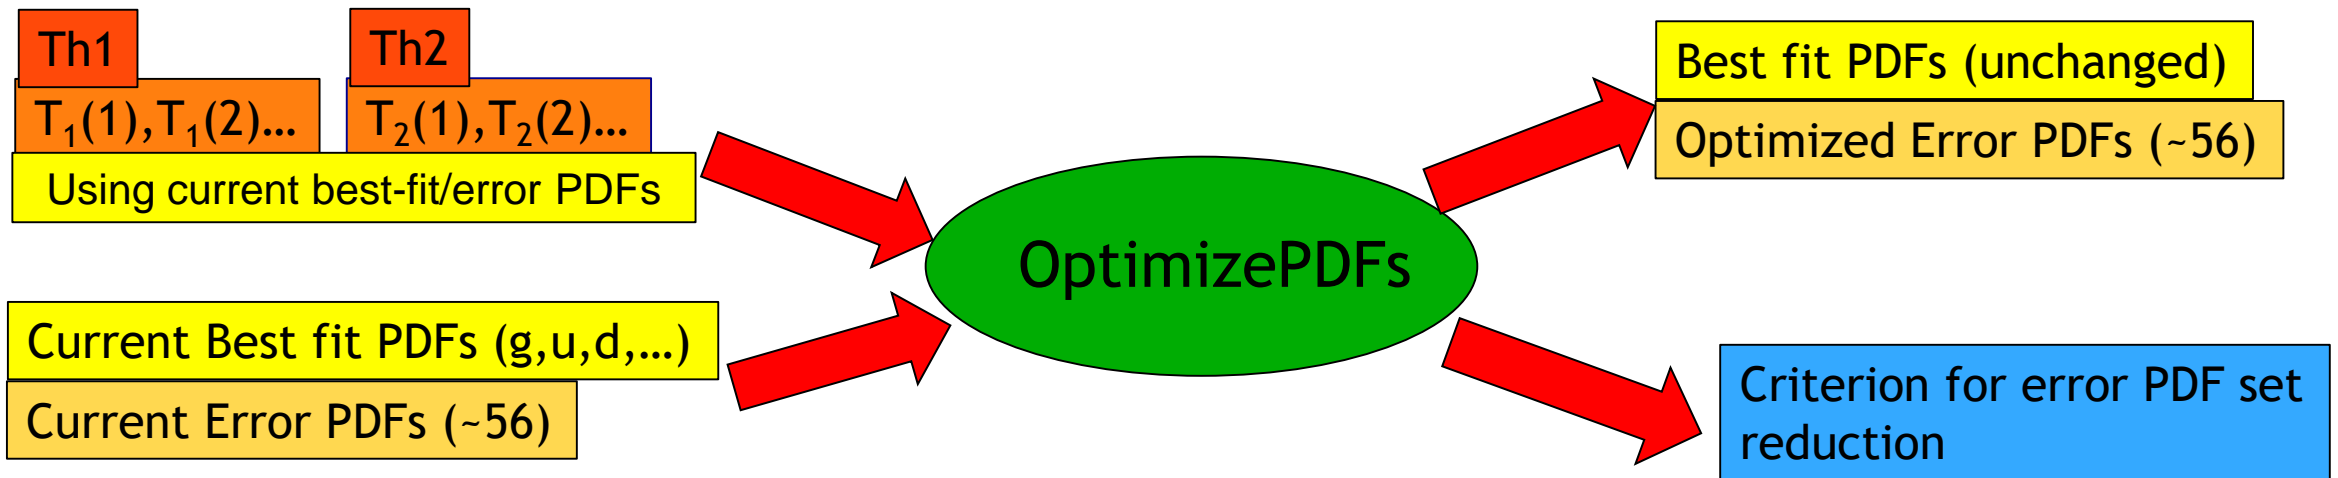 Th1
T₁(1),T₁(2)…
Th2
T₂(1),T₂(2)…
Using current best-fit/error PDFs
Current Best fit PDFs (g,u,d,…)
Current Error PDFs (~56)
OptimizePDFs
Best fit PDFs (unchanged)
Optimized Error PDFs (~56)
Criterion for error PDF set
reduction